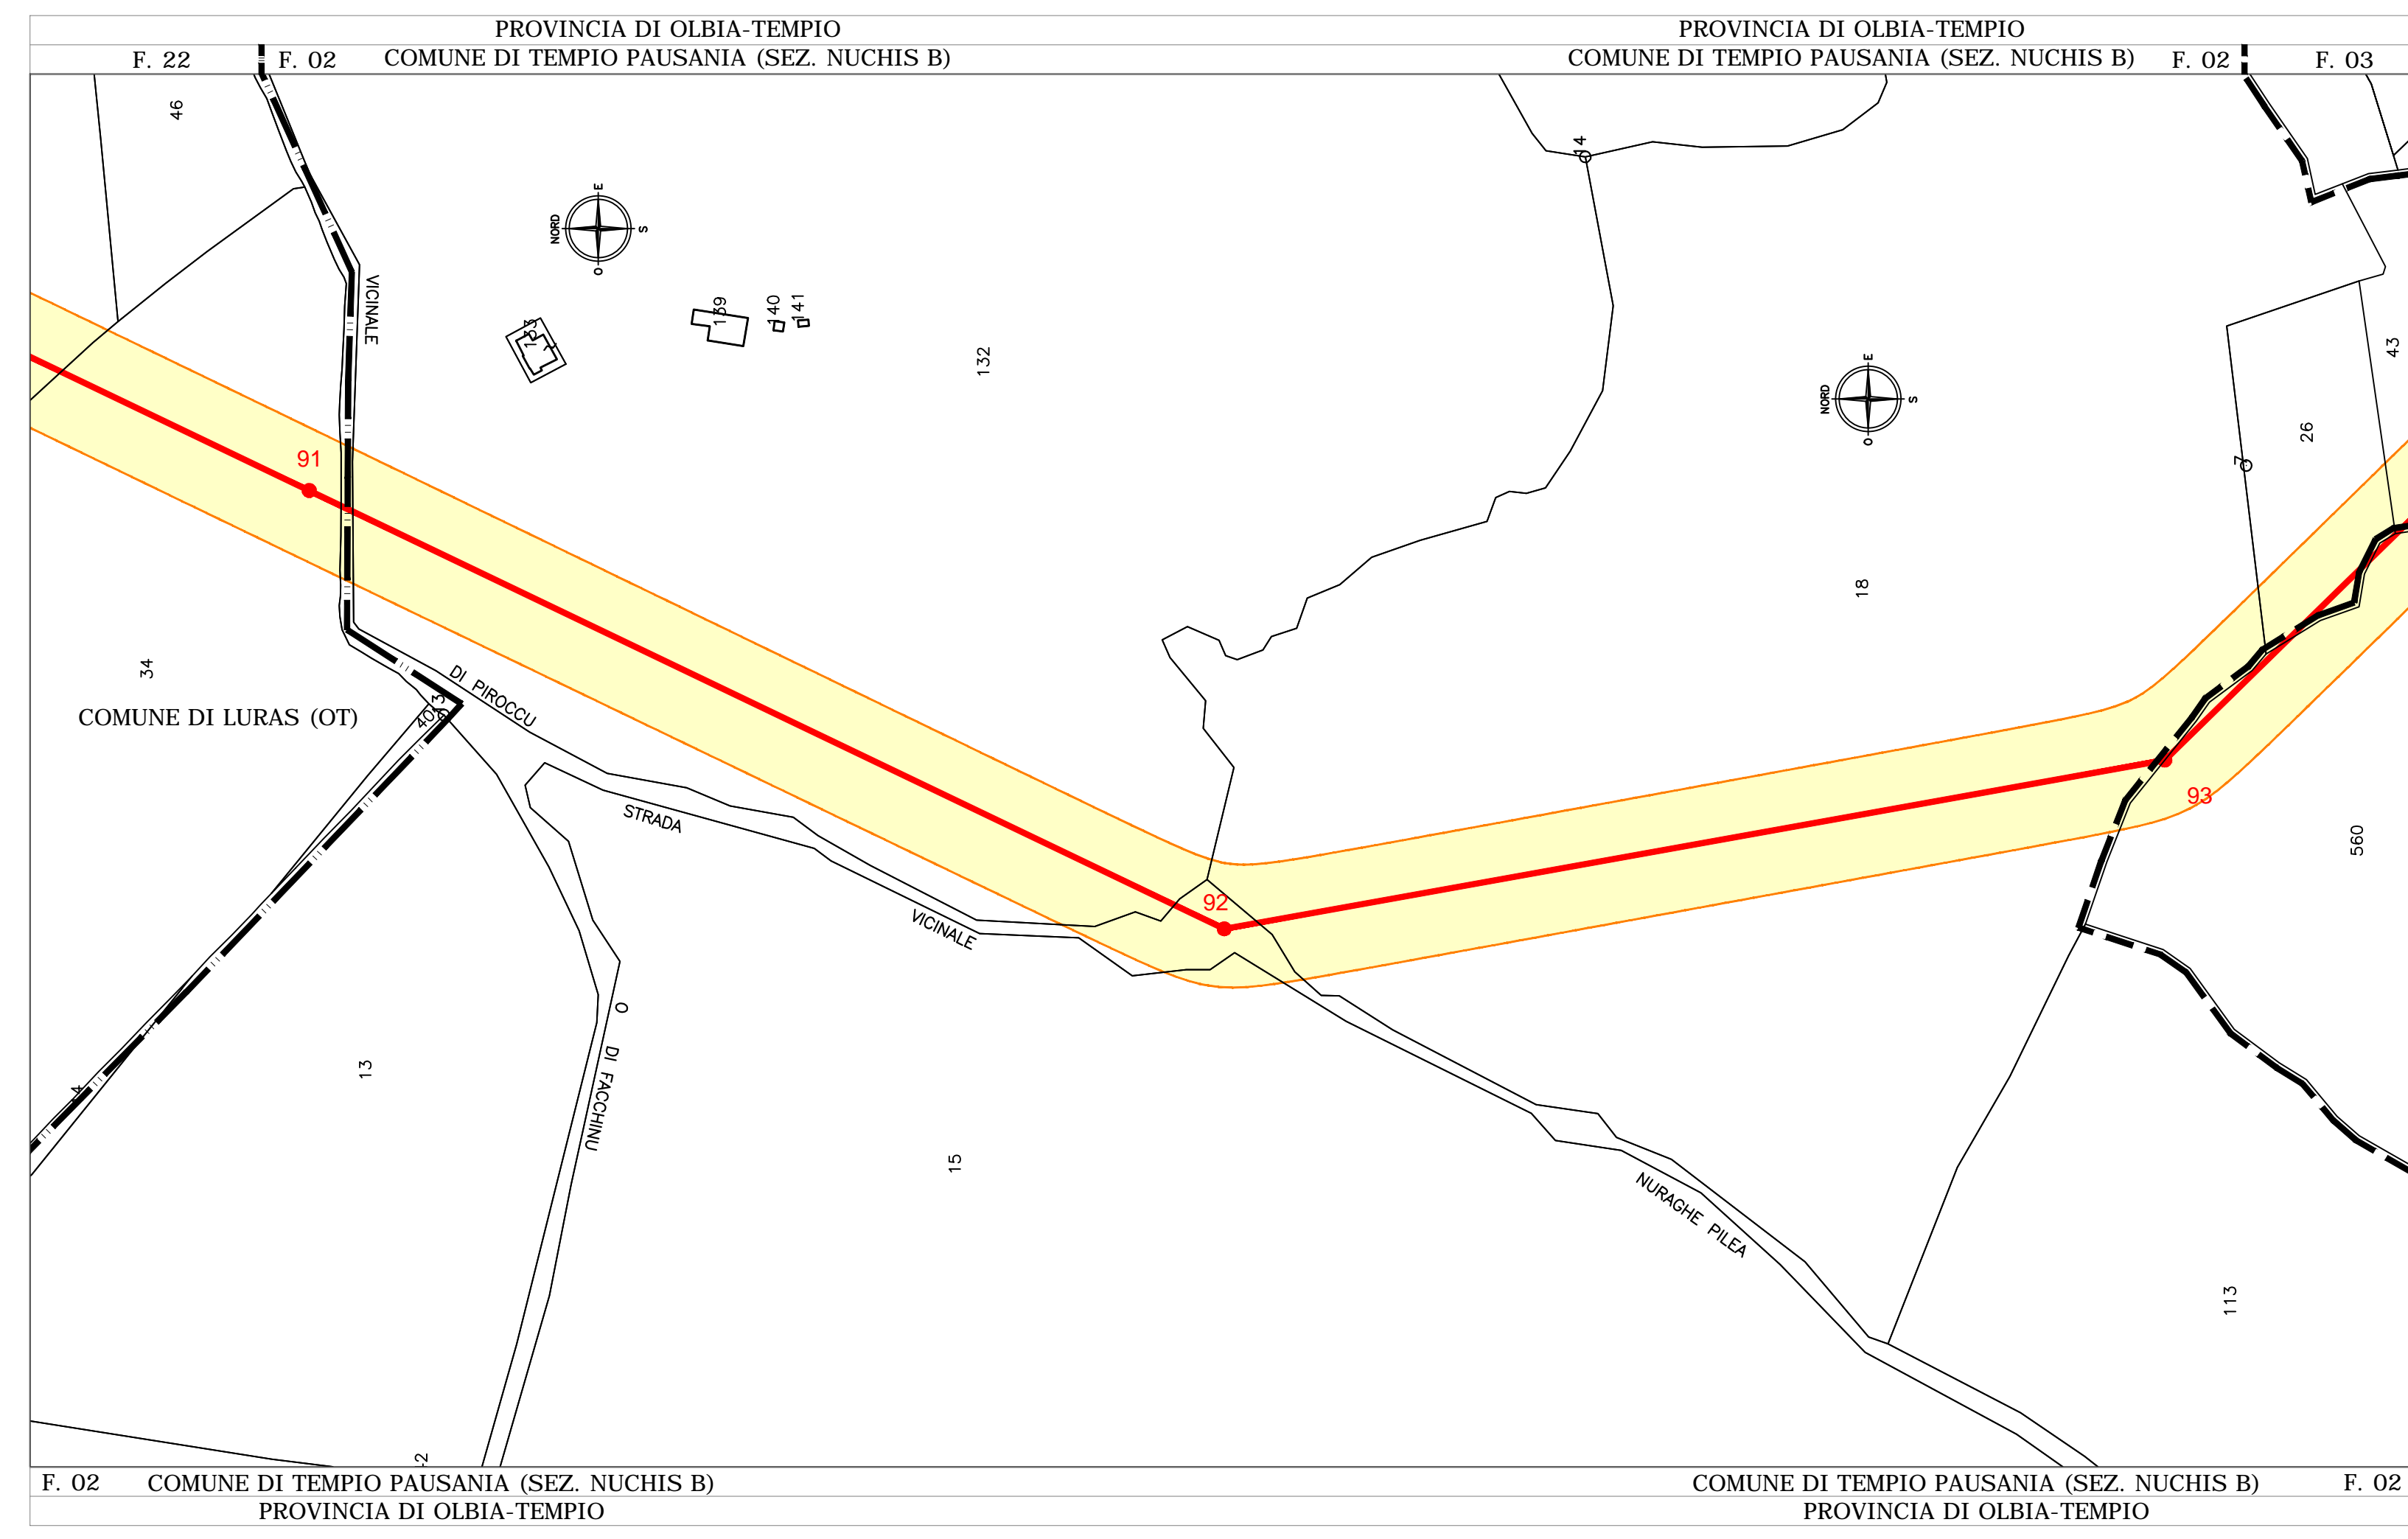 PROVINCIA DI OLBIA-TEMPIO
PROVINCIA DI OLBIA-TEMPIO
F. 22
F. 02
COMUNE DI TEMPIO PAUSANIA (SEZ. NUCHIS B)
COMUNE DI TEMPIO PAUSANIA (SEZ. NUCHIS B)
F. 02
F. 03
46
14
E
NORD
S
O
VICINALE
139
140
141
132
E
NORD
S
O
43
26
7
91
18
34
DI PIROCCU
COMUNE DI LURAS (OT)
STRADA
93
560
92
VICINALE
O
DI FACCHINU
13
15
NURAGHE PILEA
113
F. 02
COMUNE DI TEMPIO PAUSANIA (SEZ. NUCHIS B)
COMUNE DI TEMPIO PAUSANIA (SEZ. NUCHIS B)
F. 02
PROVINCIA DI OLBIA-TEMPIO
PROVINCIA DI OLBIA-TEMPIO